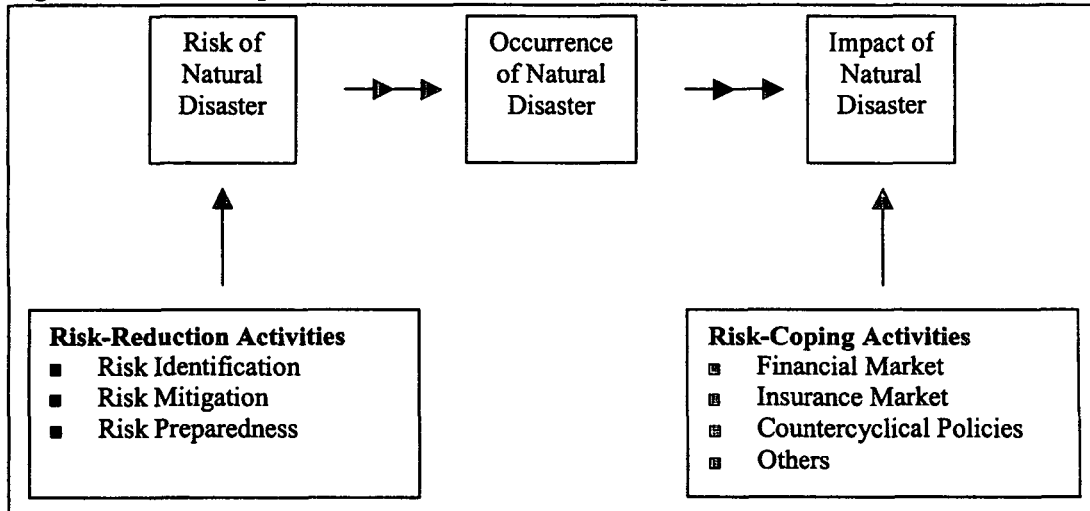 Risk of
Natural
Disaster
Occurrence
of Natural
Disaster
Impact of
Natural
Disaster
Risk-Reduction Activities
Risk Identification
Risk Mitigation
Risk Preparedness
Risk-Coping Activities
Financial Market
Insurance Market
Countercyclical Policies
Others